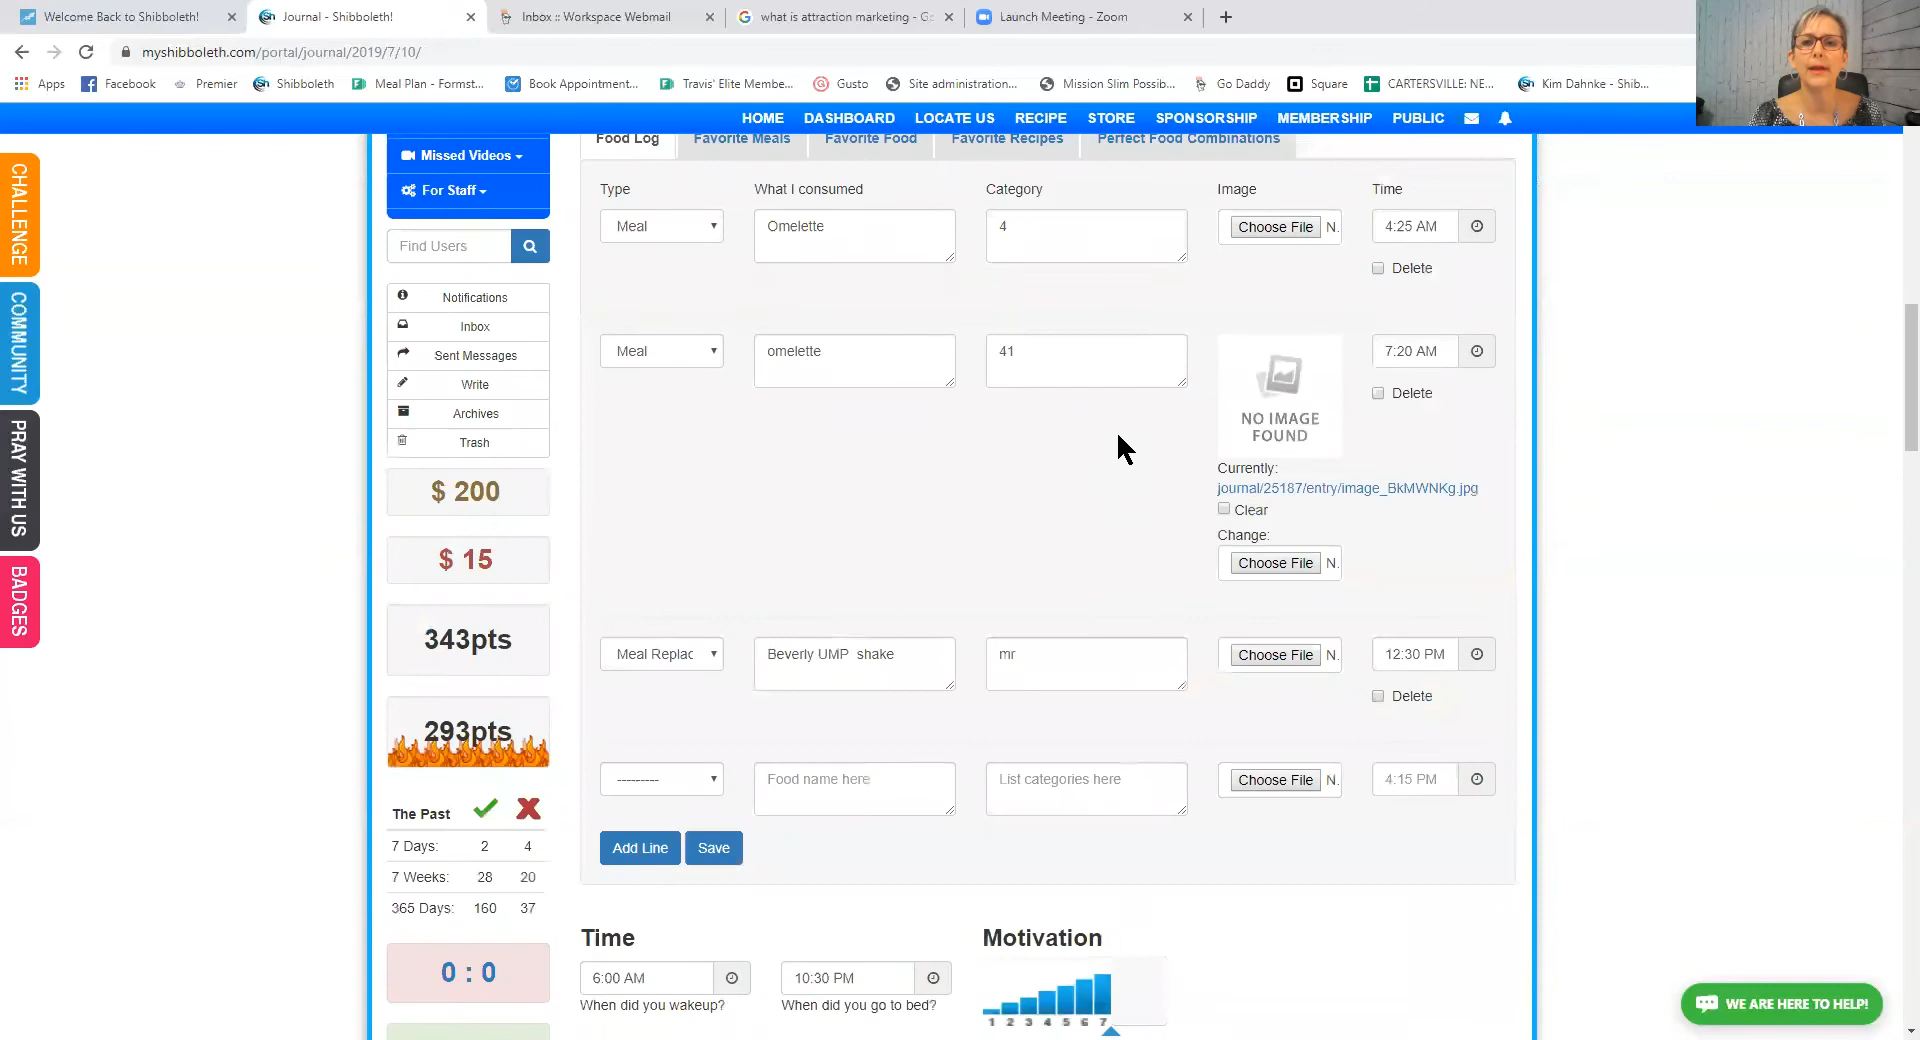 Welcome Back to Shibboleth!
Journal - Shibboleth!
Inbox :: Workspace Webmail
what is attraction marketing - Go
Launch Meeting - Zoom
myshibboleth.com/portal/journal/2019/7/10/
Apps Facebook Premier Shibboleth Meal Plan - Formst... Book Appointment... Travis' Elite Membe... Gusto Site administration... Mission Slim Possib... Go Daddy Square CARTERSVILLE: NE... Kim Dahnke - Shib...
HOME DASHBOARD LOCATE US RECIPE STORE SPONSORSHIP MEMBERSHIP PUBLIC
CHALLENGE
COMMUNITY
PRAY WITH US
BADGES
Missed Videos
For Staff
Find Users
Notifications
Inbox
Sent Messages
Write
Archives
Trash
$ 200
$ 15
343pts
293pts
The Past
7 Days: 2 4
7 Weeks: 28 20
365 Days: 160 37
0 : 0
Food Log Favorite Meals Favorite Food Favorite Recipes Perfect Food Combinations
Type What I consumed Category Image Time
Meal Omelette 4 Choose File N. 4:25 AM
Delete
Meal omelette 41 7:20 AM
Delete
NO IMAGE
FOUND
Currently:
journal/25187/entry/image_BkMWNKg.jpg
Clear
Change:
Choose File N.
Meal Replac Beverly UMP shake mr Choose File N. 12:30 PM
Delete
--------- Food name here List categories here Choose File N. 4:15 PM
Add Line Save
Time Motivation
6:00 AM 10:30 PM
When did you wakeup? When did you go to bed?
1 2 3 4 5 6 7
WE ARE HERE TO HELP!